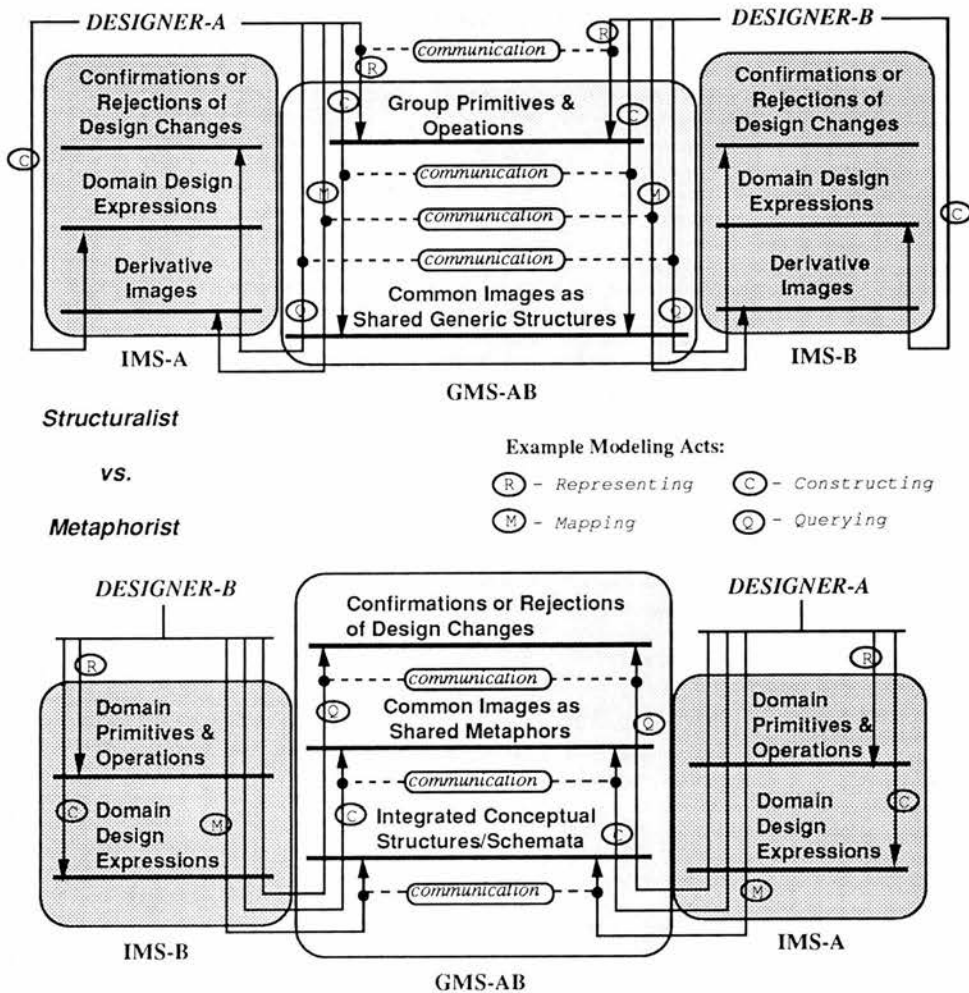 DESIGNER-A
DESIGNER-B
communication
R
R
Confirmations or
Rejections of
Design Changes
Domain Design
Expressions
Derivative
Images
IMS-A
C
C
M
Q
Group Primitives &
Opeations
communication
communication
communication
Common Images as
Shared Generic Structures
GMS-AB
C
M
Q
Confirmations or
Rejections of
Design Changes
Domain Design
Expressions
Derivative
Images
IMS-B
C
Structuralist
vs.
Metaphorist
Example Modeling Acts:
R - Representing
C - Constructing
M - Mapping
Q - Querying
DESIGNER-B
R
Domain
Primitives &
Operations
C
Domain
Design
Expressions
M
IMS-B
Confirmations or Rejections
of Design Changes
communication
Q
Q
Common Images as
Shared Metaphors
communication
C
C
Integrated Conceptual
Structures/Schemata
communication
GMS-AB
DESIGNER-A
R
Domain
Primitives &
Operations
C
Domain
Design
Expressions
M
IMS-A